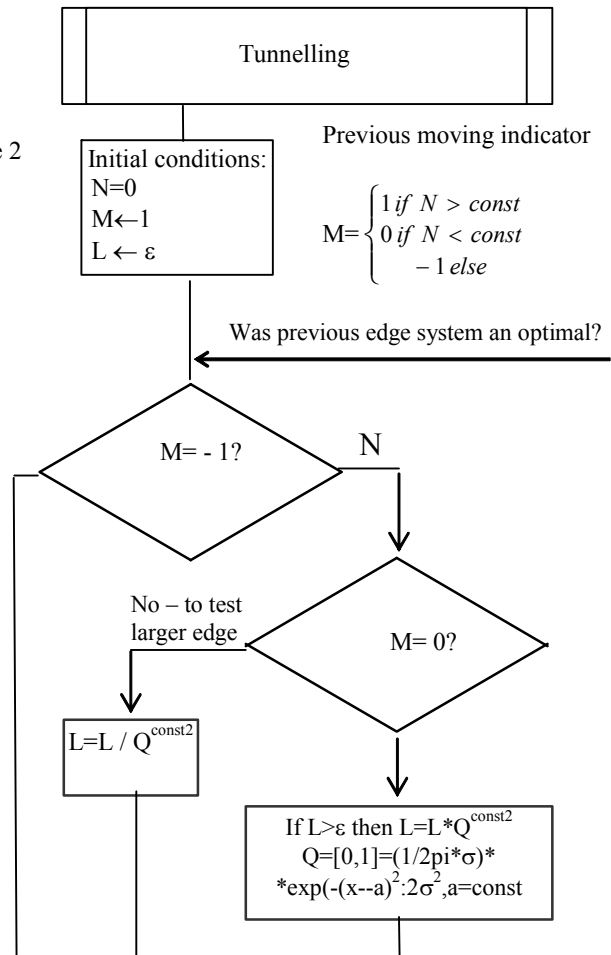 Tunnelling
e 2
Initial conditions:
N=0
M←1
L ← ε
Previous moving indicator
M= { 1 if N > const
0 if N < const
− 1 else
Was previous edge system an optimal?
M= - 1?
N
No – to test
larger edge
M= 0?
L=L / Q^const2
If L>ε then L=L*Q^const2
Q=[0,1]=(1/2pi*σ)*
*exp(-(x--a)²:2σ²,a=const